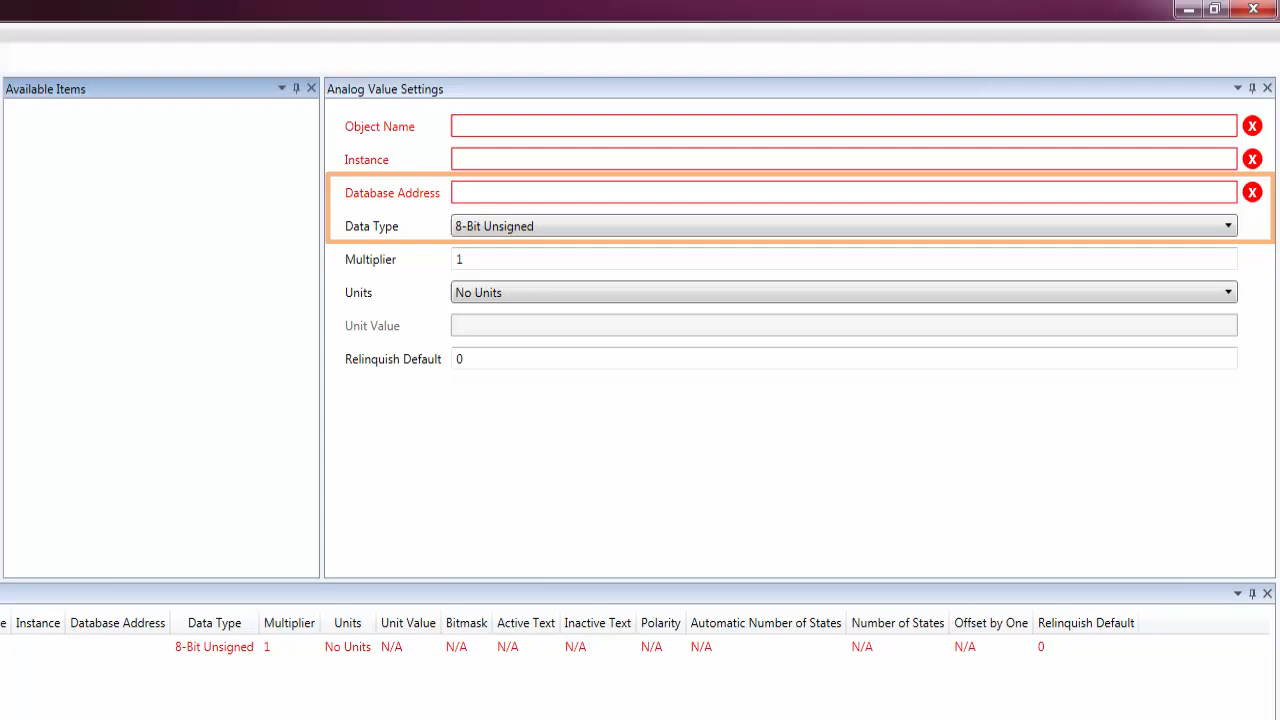 Available Items
Analog Value Settings
Object Name
X
Instance
X
Database Address
X
Data Type 8-Bit Unsigned
Multiplier 1
Units No Units
Unit Value
Relinquish Default 0
e Instance Database Address Data Type Multiplier Units Unit Value Bitmask Active Text Inactive Text Polarity Automatic Number of States Number of States Offset by One Relinquish Default
8-Bit Unsigned 1 No Units N/A N/A N/A N/A N/A N/A N/A N/A 0